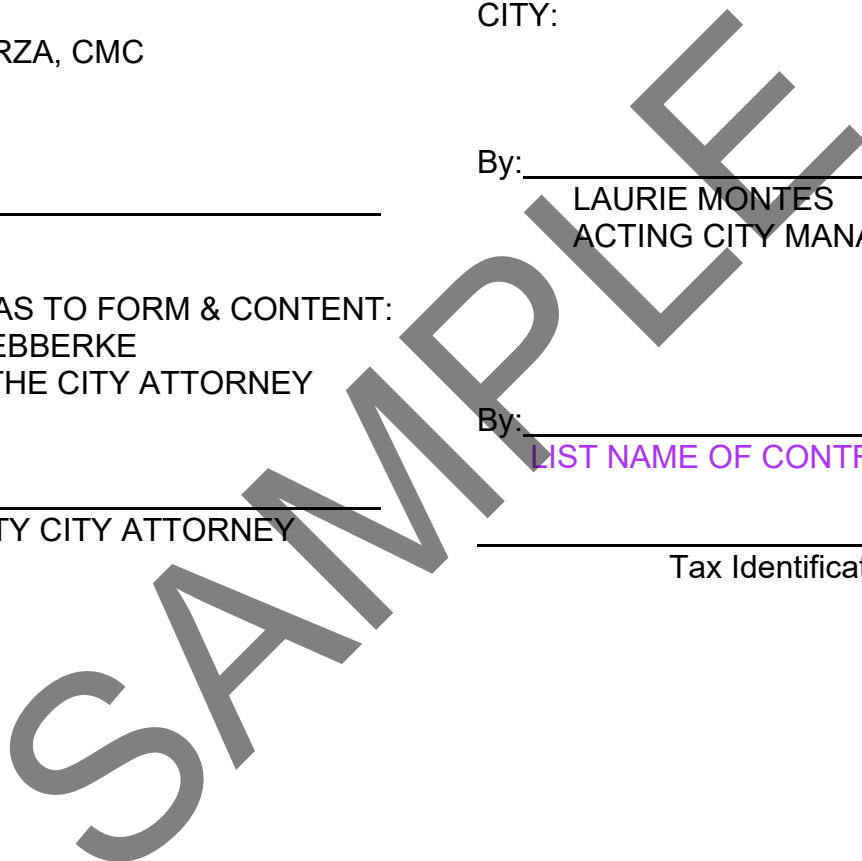 RZA, CMC
AS TO FORM & CONTENT:
EBBERKE
THE CITY ATTORNEY
TY CITY ATTORNEY
CITY:
By:
LAURIE MONTES
ACTING CITY MANA
By:
LIST NAME OF CONTR
Tax Identificat
SAMPLE